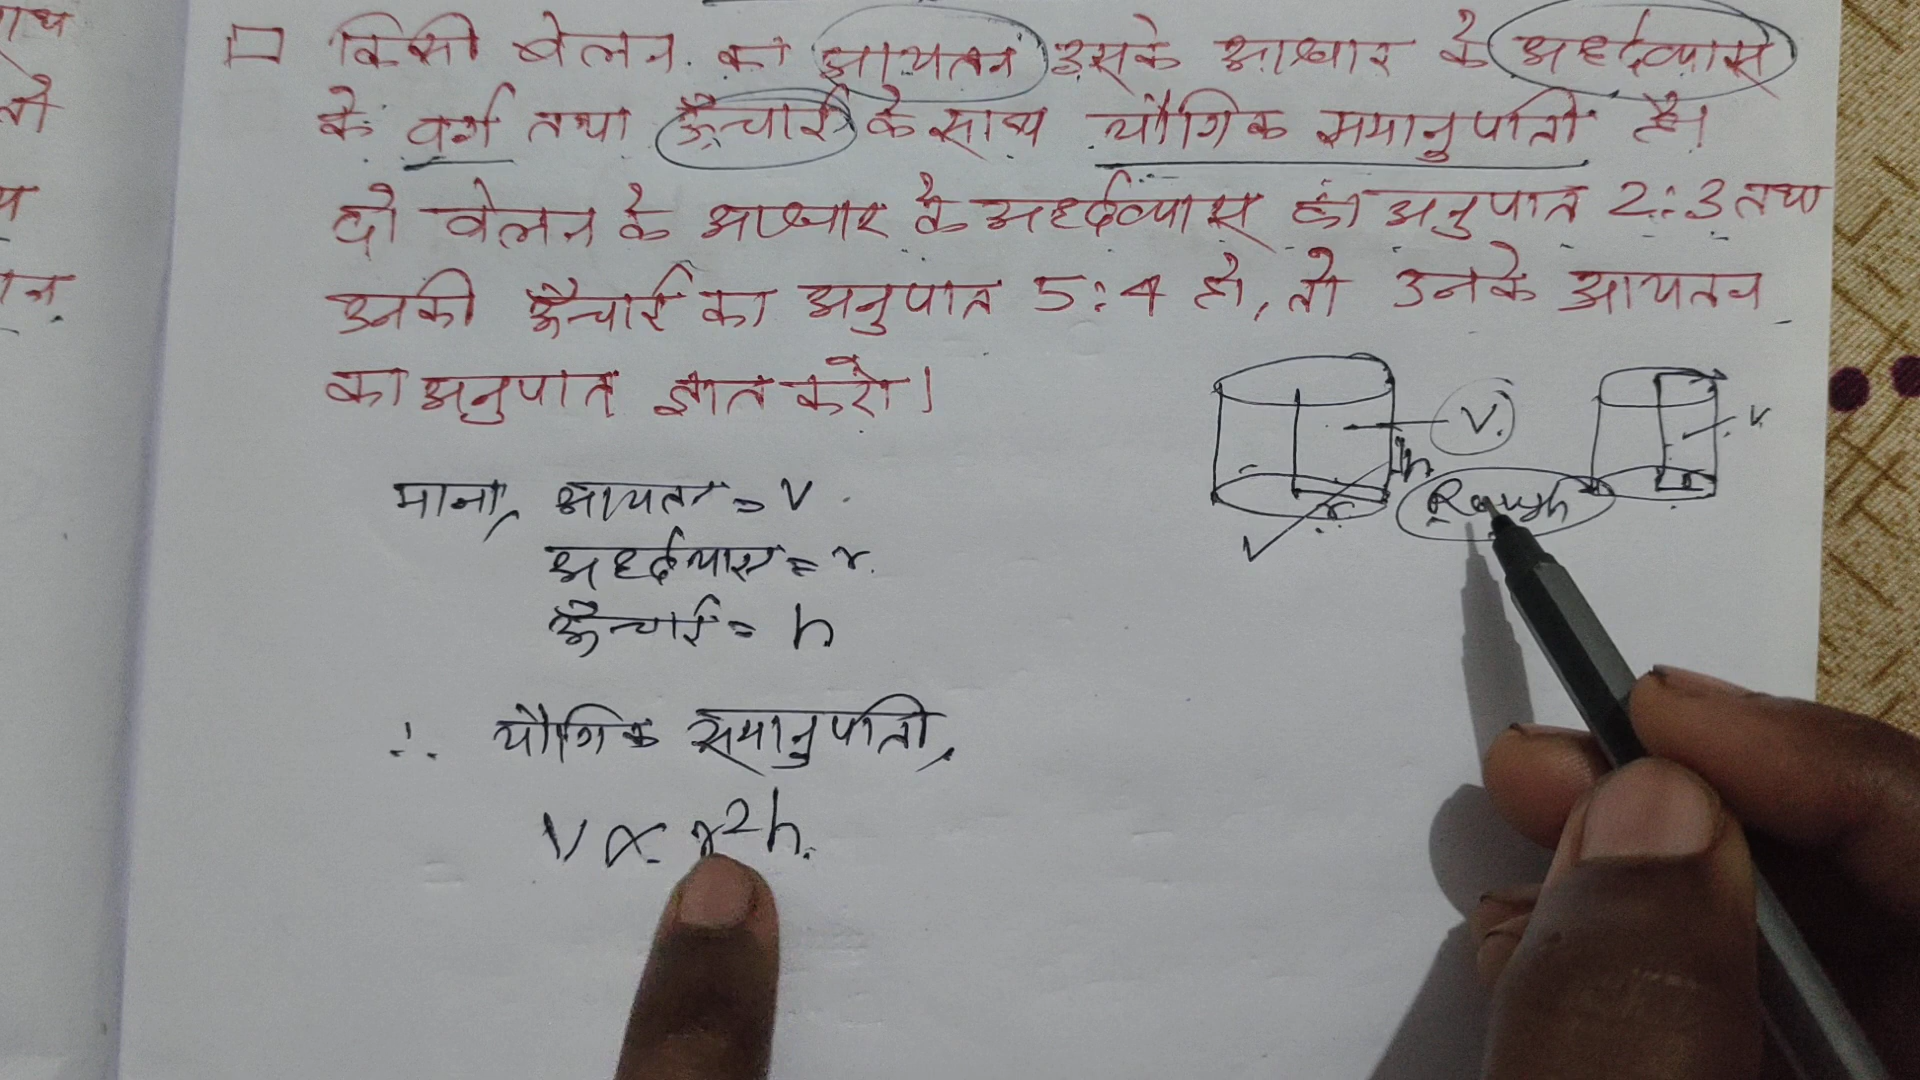 किसी बेलन का आयतन उसके आधार के अर्द्धव्यास
के वर्ग तथा ऊँचाई के साथ यौगिक समानुपाती है।
दो बेलन के आधार के अर्द्धव्यास का अनुपात 2:3 तथा
उनकी ऊँचाई का अनुपात 5:4 हो, तो उनके आयतन
का अनुपात ज्ञात करो।
V
V
h
r
Rough
V
माना, आयतन = V
अर्द्धव्यास = r
ऊँचाई = h
∴ यौगिक समानुपाती,
V ∝ r²h